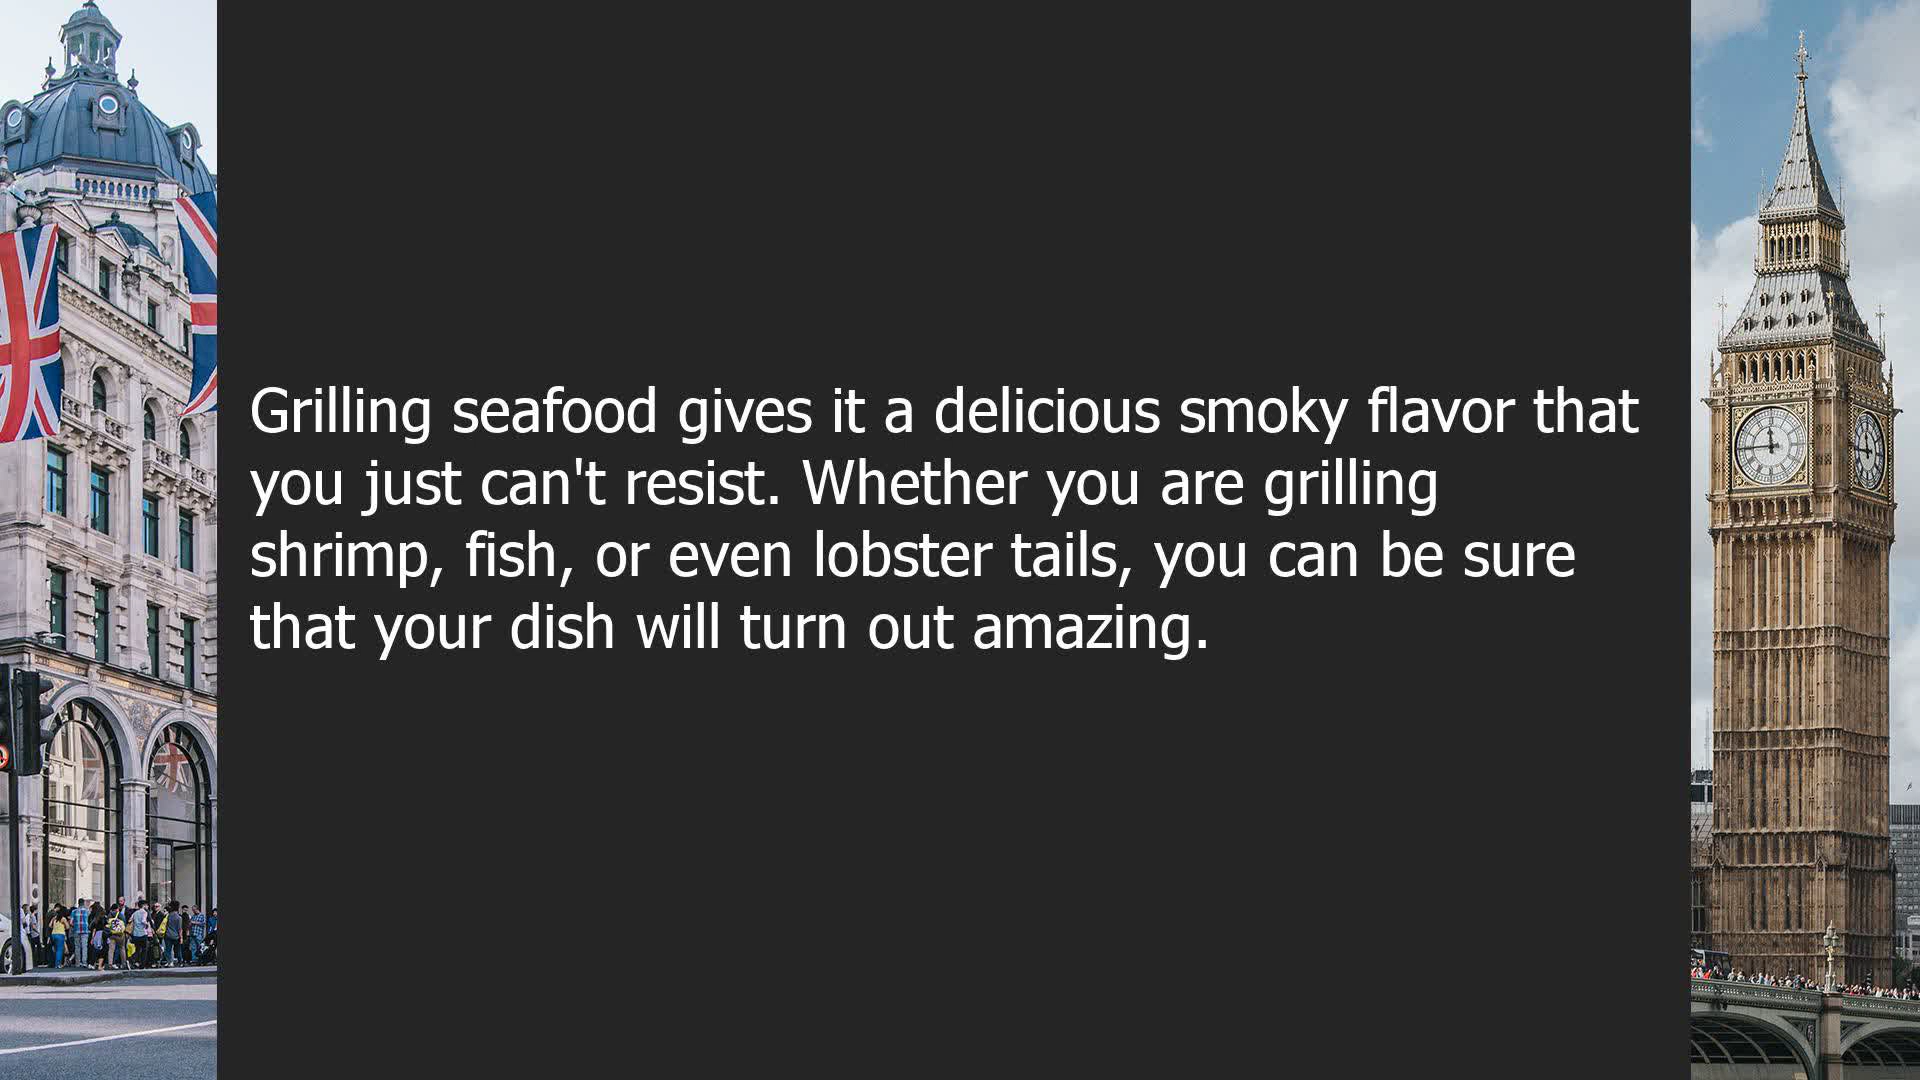 Grilling seafood gives it a delicious smoky flavor that
you just can't resist. Whether you are grilling
shrimp, fish, or even lobster tails, you can be sure
that your dish will turn out amazing.